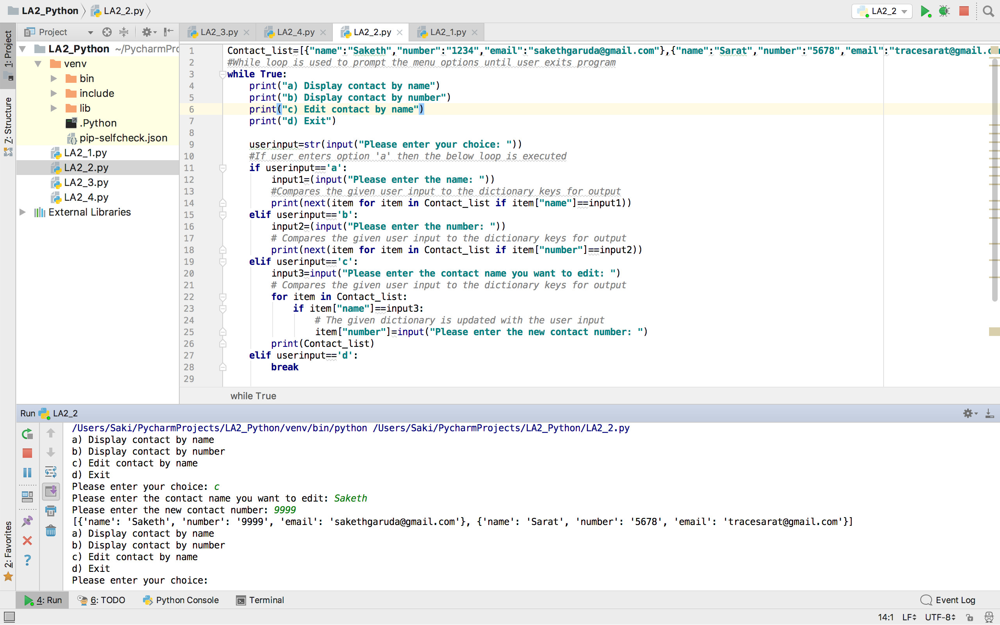 LA2_Python
LA2_2.py
LA2_2
1: Project
7: Structure
2: Favorites
Project
LA2_Python ~/PycharmPro
venv
bin
include
lib
.Python
pip-selfcheck.json
LA2_1.py
LA2_2.py
LA2_3.py
LA2_4.py
External Libraries
LA2_3.py
LA2_4.py
LA2_2.py
LA2_1.py
1 Contact_list=[{"name":"Saketh","number":"1234","email":"sakethgaruda@gmail.com"},{"name":"Sarat","number":"5678","email":"tracesarat@gmail.com
2 #While loop is used to prompt the menu options until user exits program
3 while True:
4     print("a) Display contact by name")
5     print("b) Display contact by number")
6     print("c) Edit contact by name")
7     print("d) Exit")
8
9     userinput=str(input("Please enter your choice: "))
10     #If user enters option 'a' then the below loop is executed
11     if userinput=='a':
12         input1=(input("Please enter the name: "))
13         #Compares the given user input to the dictionary keys for output
14         print(next(item for item in Contact_list if item["name"]==input1))
15     elif userinput=='b':
16         input2=(input("Please enter the number: "))
17         # Compares the given user input to the dictionary keys for output
18         print(next(item for item in Contact_list if item["number"]==input2))
19     elif userinput=='c':
20         input3=input("Please enter the contact name you want to edit: ")
21         # Compares the given user input to the dictionary keys for output
22         for item in Contact_list:
23             if item["name"]==input3:
24                 # The given dictionary is updated with the user input
25                 item["number"]=input("Please enter the new contact number: ")
26         print(Contact_list)
27     elif userinput=='d':
28         break
29
while True
Run LA2_2
/Users/Saki/PycharmProjects/LA2_Python/venv/bin/python /Users/Saki/PycharmProjects/LA2_Python/LA2_2.py
a) Display contact by name
b) Display contact by number
c) Edit contact by name
d) Exit
Please enter your choice: c
Please enter the contact name you want to edit: Saketh
Please enter the new contact number: 9999
[{'name': 'Saketh', 'number': '9999', 'email': 'sakethgaruda@gmail.com'}, {'name': 'Sarat', 'number': '5678', 'email': 'tracesarat@gmail.com'}]
a) Display contact by name
b) Display contact by number
c) Edit contact by name
d) Exit
Please enter your choice:
4: Run
6: TODO
Python Console
Terminal
Event Log
14:1 LF UTF-8